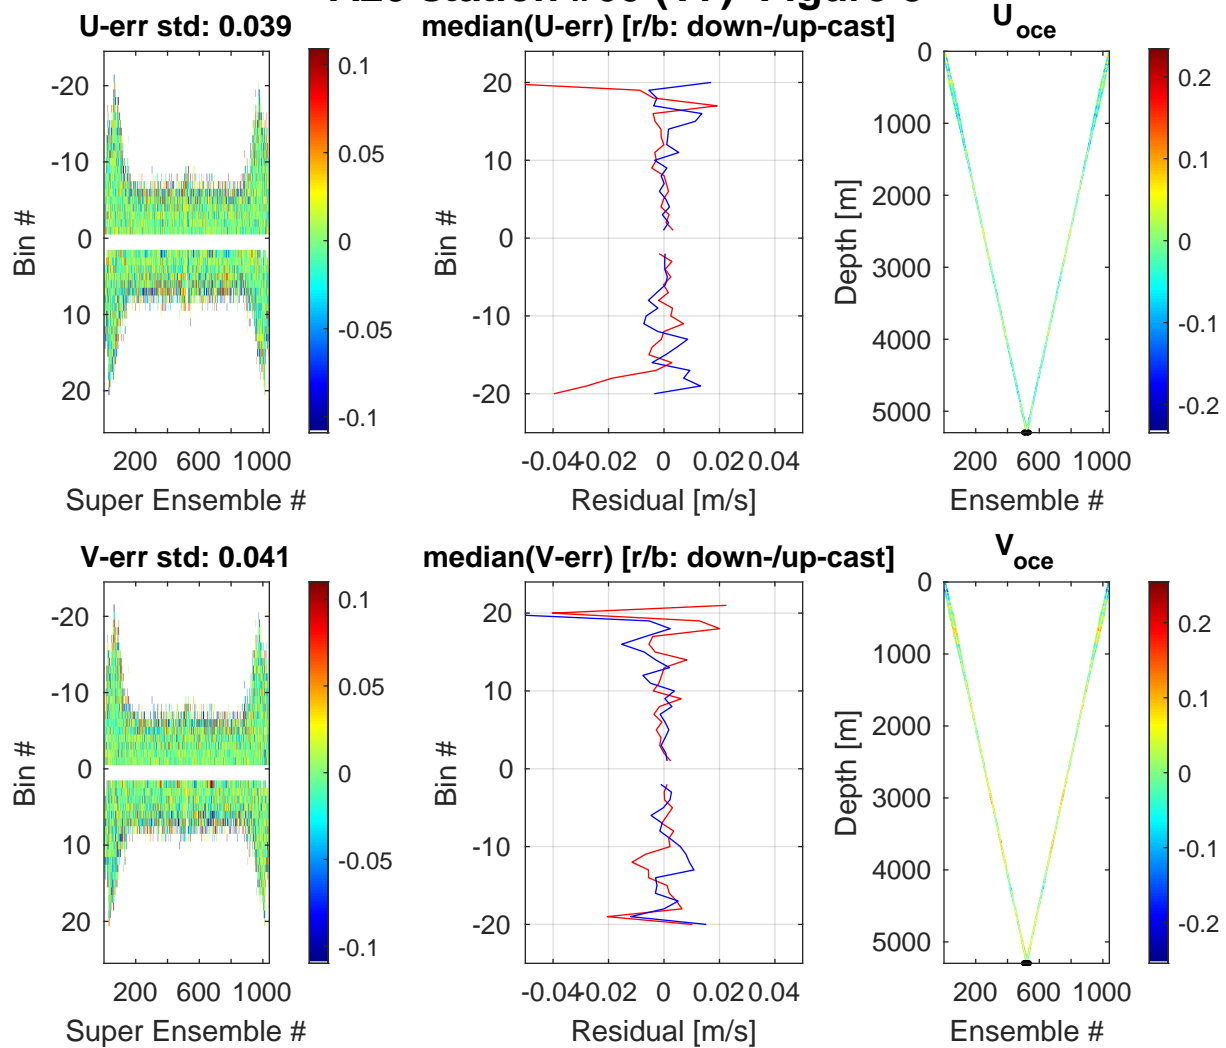 U-err std: 0.039
median(U-err) [r/b: down-/up-cast]
U_oce
-20
-10
0
10
20
Bin #
200 600 1000
Super Ensemble #
0.1
0.05
0
-0.05
-0.1
20
10
0
-10
-20
Bin #
-0.04 -0.02 0 0.02 0.04
Residual [m/s]
0
1000
2000
3000
4000
5000
Depth [m]
200 600 1000
Ensemble #
0.2
0.1
0
-0.1
-0.2
V-err std: 0.041
median(V-err) [r/b: down-/up-cast]
V_oce
-20
-10
0
10
20
Bin #
200 600 1000
Super Ensemble #
0.1
0.05
0
-0.05
-0.1
20
10
0
-10
-20
Bin #
-0.04 -0.02 0 0.02 0.04
Residual [m/s]
0
1000
2000
3000
4000
5000
Depth [m]
200 600 1000
Ensemble #
0.2
0.1
0
-0.1
-0.2